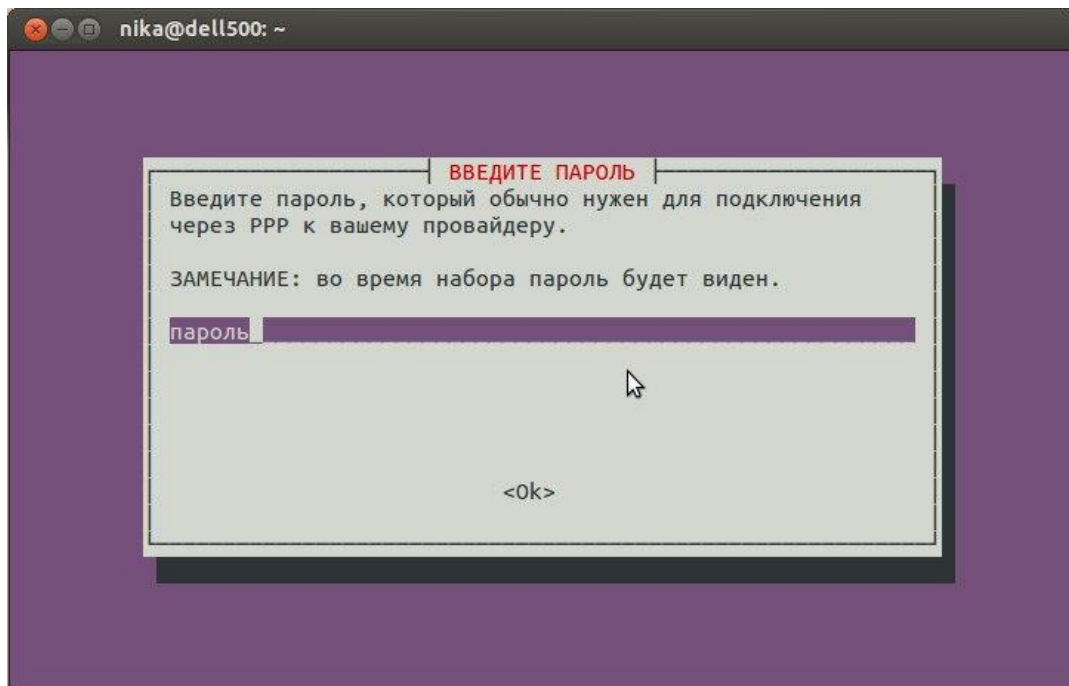 nika@dell500: ~
ВВЕДИТЕ ПАРОЛЬ
Введите пароль, который обычно нужен для подключения
через PPP к вашему провайдеру.
ЗАМЕЧАНИЕ: во время набора пароль будет виден.
пароль_
<Ok>